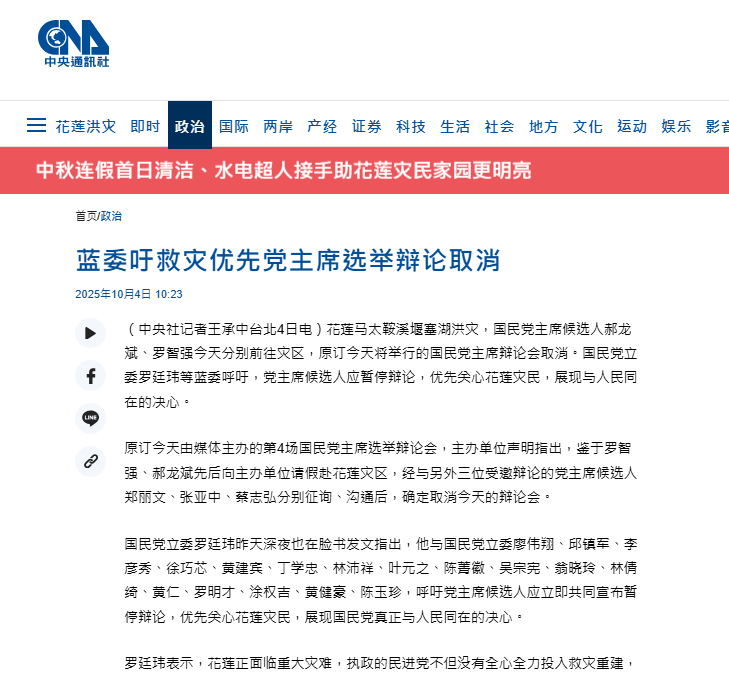 CNA
中央通訊社
花莲洪灾 即时 政治 国际 两岸 产经 证券 科技 生活 社会 地方 文化 运动 娱乐 影音
中秋连假首日清洁、水电超人接手助花莲灾民家园更明亮
首页/政治
蓝委吁救灾优先党主席选举辩论取消
2025年10月4日 10:23
（中央社记者王承中台北4日电）花莲马太鞍溪堰塞湖洪灾，国民党主席候选人郝龙
斌、罗智强今天分别前往灾区，原订今天将举行的国民党主席辩论会取消。国民党立
委罗廷玮等蓝委呼吁，党主席候选人应暂停辩论，优先关心花莲灾民，展现与人民同
在的决心。
LINE
原订今天由媒体主办的第4场国民党主席选举辩论会，主办单位声明指出，鉴于罗智
强、郝龙斌先后向主办单位请假赴花莲灾区，经与另外三位受邀辩论的党主席候选人
郑丽文、张亚中、蔡志弘分别征询、沟通后，确定取消今天的辩论会。
国民党立委罗廷玮昨天深夜也在脸书发文指出，他与国民党立委廖伟翔、邱镇军、李
彦秀、徐巧芯、黄建宾、丁学忠、林沛祥、叶元之、陈菁徽、吴宗宪、翁晓玲、林倩
绮、黄仁、罗明才、涂权吉、黄健豪、陈玉珍，呼吁党主席候选人应立即共同宣布暂
停辩论，优先关心花莲灾民，展现国民党真正与人民同在的决心。
罗廷玮表示，花莲正面临重大灾难，执政的民进党不但没有全心全力投入救灾重建，